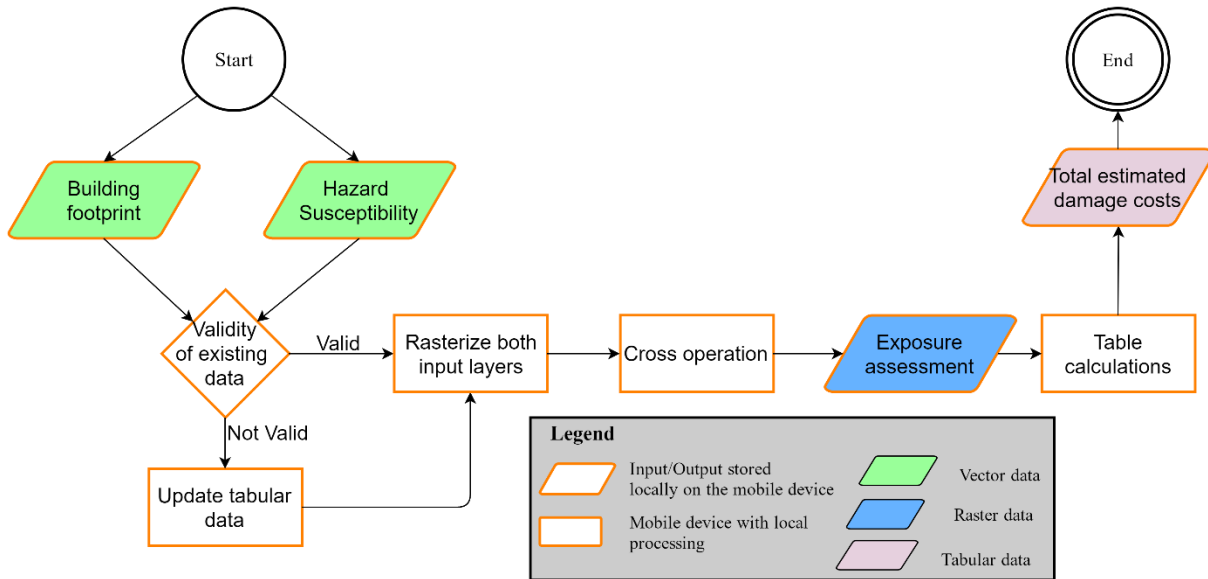 Start
End
Building
footprint
Hazard
Susceptibility
Total estimated
damage costs
Validity
of existing
data
Valid
Rasterize both
input layers
Cross operation
Exposure
assessment
Table
calculations
Not Valid
Update tabular
data
Legend
Input/Output stored
locally on the mobile device
Mobile device with local
processing
Vector data
Raster data
Tabular data